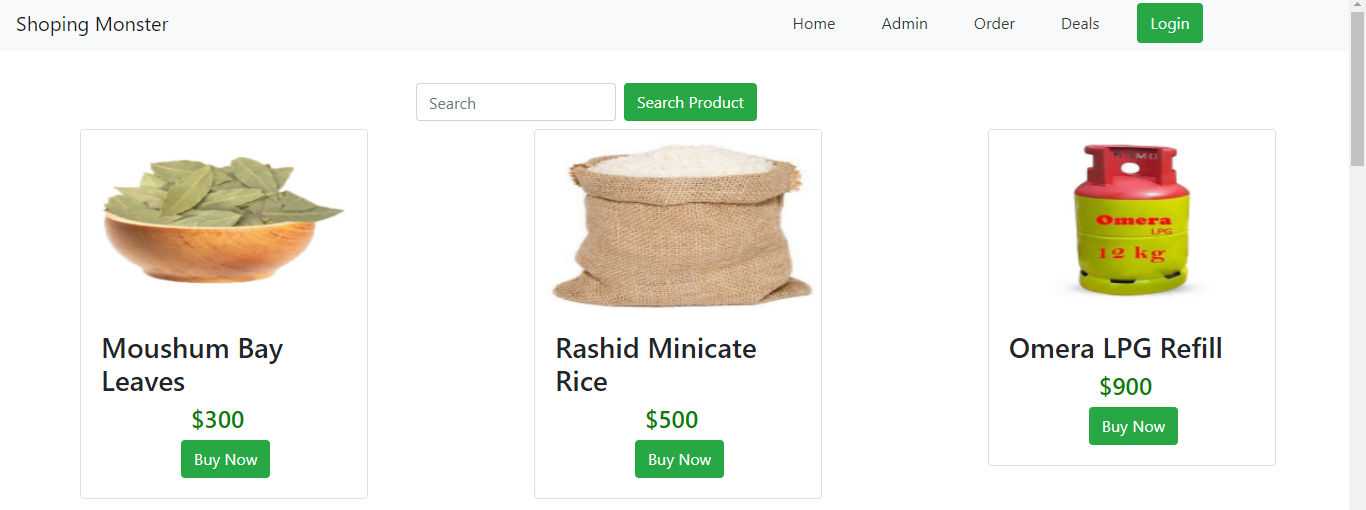 Shoping Monster
Home Admin Order Deals Login
Search Search Product
Omera
LPG
12 kg
Moushum Bay
Leaves
$300
Buy Now
Rashid Minicate
Rice
$500
Buy Now
Omera LPG Refill
$900
Buy Now